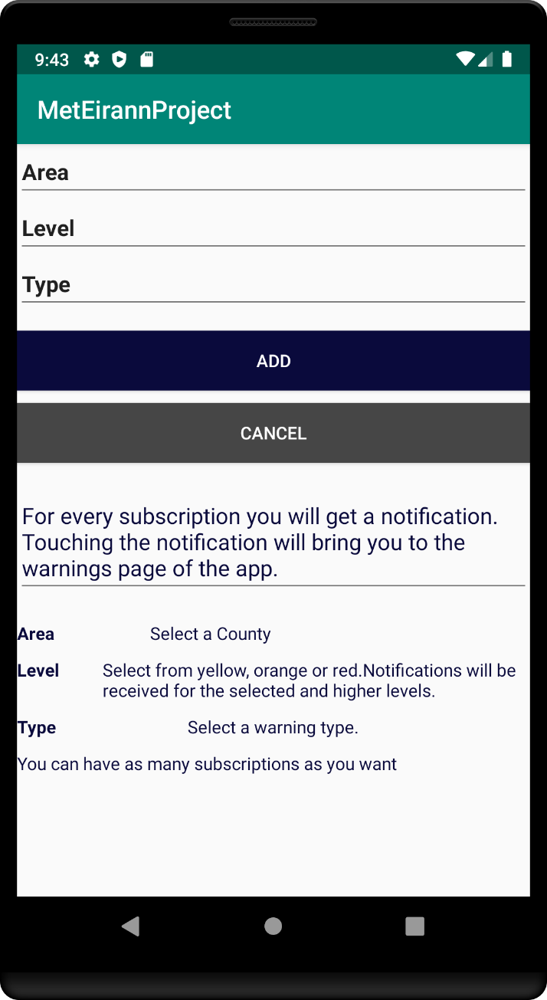 9:43
MetEirannProject
Area
Level
Type
ADD
CANCEL
For every subscription you will get a notification.
Touching the notification will bring you to the
warnings page of the app.
Area Select a County
Level Select from yellow, orange or red.Notifications will be
received for the selected and higher levels.
Type Select a warning type.
You can have as many subscriptions as you want